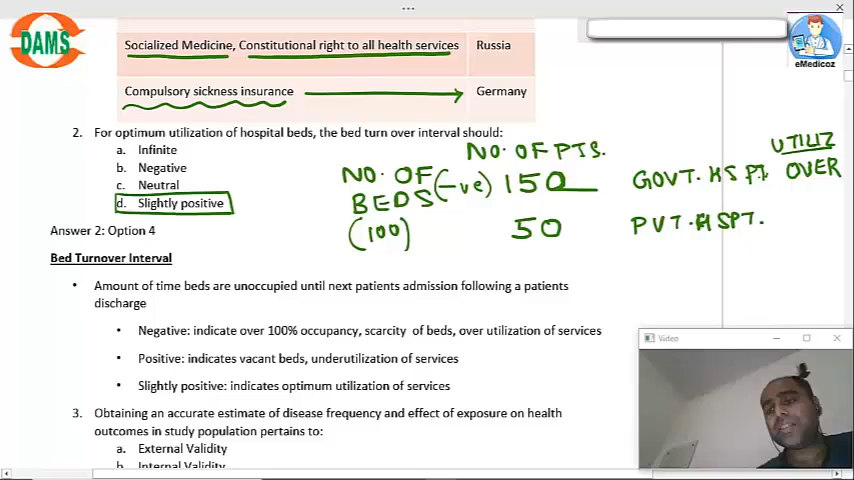 DAMS
eMedicoz
Socialized Medicine, Constitutional right to all health services Russia
Compulsory sickness insurance Germany
2. For optimum utilization of hospital beds, the bed turn over interval should:
a. Infinite
b. Negative
c. Neutral
d. Slightly positive
NO. OF BEDS (100)
NO. OF PTS.
(-ve) 150
50
GOVT. HSPT.
PVT. HSPT.
UTILIZ
OVER
Answer 2: Option 4
Bed Turnover Interval
• Amount of time beds are unoccupied until next patients admission following a patients
discharge
• Negative: indicate over 100% occupancy, scarcity of beds, over utilization of services
• Positive: indicates vacant beds, underutilization of services
• Slightly positive: indicates optimum utilization of services
3. Obtaining an accurate estimate of disease frequency and effect of exposure on health
outcomes in study population pertains to:
a. External Validity
b. Internal Validity
Video